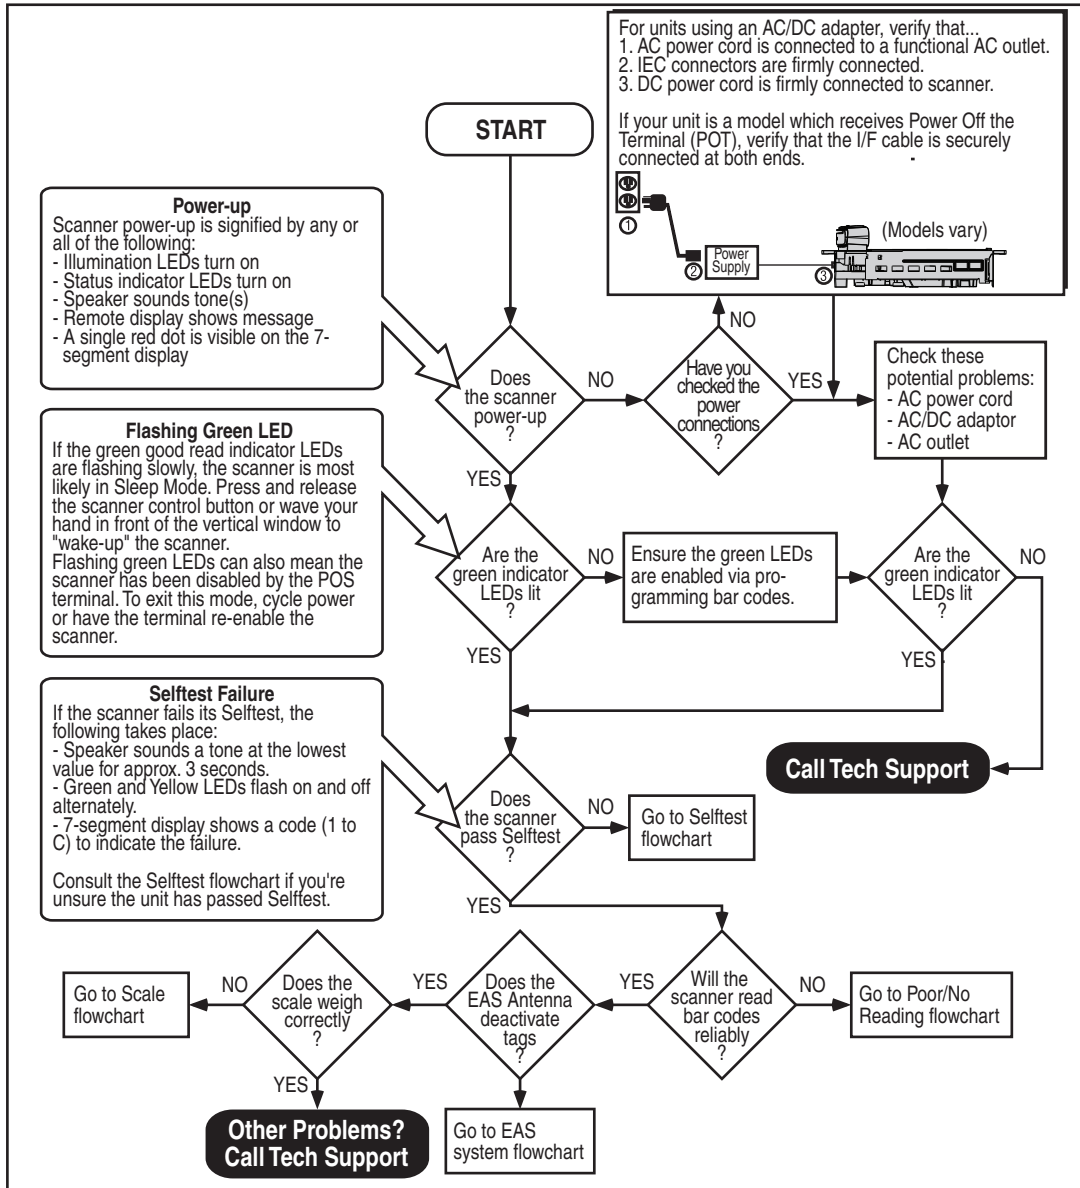 For units using an AC/DC adapter, verify that...
1. AC power cord is connected to a functional AC outlet.
2. IEC connectors are firmly connected.
3. DC power cord is firmly connected to scanner.
If your unit is a model which receives Power Off the
Terminal (POT), verify that the I/F cable is securely
connected at both ends.
1
2
Power
Supply
3
(Models vary)
START
Power-up
Scanner power-up is signified by any or
all of the following:
- Illumination LEDs turn on
- Status indicator LEDs turn on
- Speaker sounds tone(s)
- Remote display shows message
- A single red dot is visible on the 7-
segment display
Does
the scanner
power-up
?
NO
Have you
checked the
power
connections
?
NO
YES
Check these
potential problems:
- AC power cord
- AC/DC adaptor
- AC outlet
YES
Flashing Green LED
If the green good read indicator LEDs
are flashing slowly, the scanner is most
likely in Sleep Mode. Press and release
the scanner control button or wave your
hand in front of the vertical window to
"wake-up" the scanner.
Flashing green LEDs can also mean the
scanner has been disabled by the POS
terminal. To exit this mode, cycle power
or have the terminal re-enable the
scanner.
Are the
green indicator
LEDs lit
?
NO
Ensure the green LEDs
are enabled via pro-
gramming bar codes.
Are the
green indicator
LEDs lit
?
NO
YES
YES
Call Tech Support
Selftest Failure
If the scanner fails its Selftest, the
following takes place:
- Speaker sounds a tone at the lowest
value for approx. 3 seconds.
- Green and Yellow LEDs flash on and off
alternately.
- 7-segment display shows a code (1 to
C) to indicate the failure.
Consult the Selftest flowchart if you're
unsure the unit has passed Selftest.
Does
the scanner
pass Selftest
?
NO
Go to Selftest
flowchart
YES
Will the
scanner read
bar codes
reliably
?
NO
Go to Poor/No
Reading flowchart
YES
Does the
EAS Antenna
deactivate
tags
?
Go to EAS
system flowchart
YES
Does the
scale weigh
correctly
?
NO
Go to Scale
flowchart
YES
Other Problems?
Call Tech Support